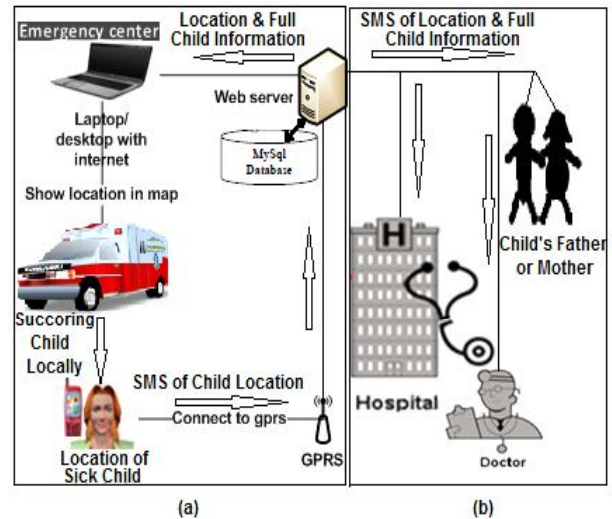 Emergency center
Location & Full
Child Information
SMS of Location & Full
Child Information
Web server
Laptop/
desktop with
internet
MySql
Database
Show location in map
Child's Father
or Mother
H
Succoring
Child
Locally
SMS of Child Location
Connect to gprs
Hospital
Location of
Sick Child
GPRS
Doctor
(a)
(b)